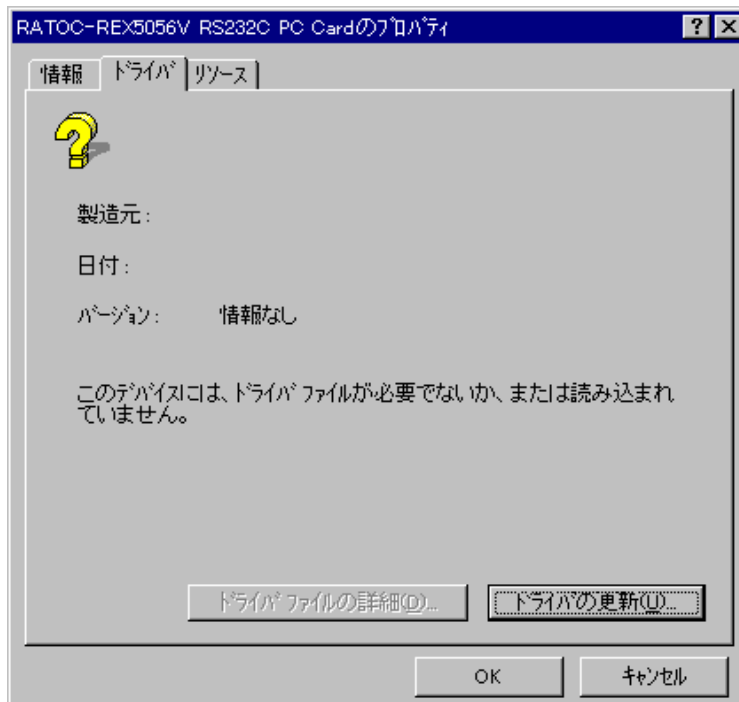 RATOC-REX5056V RS232C PC Cardのﾌﾟﾛﾊﾟﾃｨ
情報 ﾄﾞﾗｲﾊﾞ ﾘｿｰｽ
製造元:
日付:
ﾊﾞｰｼﾞｮﾝ: 情報なし
このﾃﾞﾊﾞｲｽには、ﾄﾞﾗｲﾊﾞ ﾌｧｲﾙが必要でないか、または読み込まれ
ていません。
ﾄﾞﾗｲﾊﾞ ﾌｧｲﾙの詳細(D)... ﾄﾞﾗｲﾊﾞの更新(U)...
OK ｷｬﾝｾﾙ